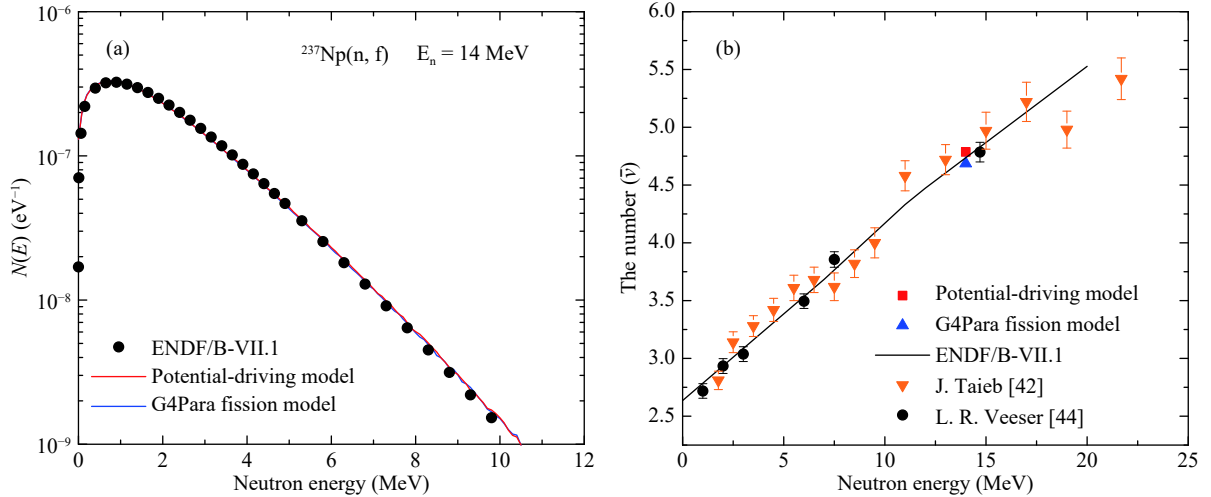 (a)
²³⁷Np(n, f) Eₙ = 14 MeV
N(E) (eV⁻¹)
10⁻⁶
10⁻⁷
10⁻⁸
10⁻⁹
ENDF/B-VII.1
Potential-driving model
G4Para fission model
0 2 4 6 8 10 12
Neutron energy (MeV)
(b)
The number (ν̄)
6.0
5.5
5.0
4.5
4.0
3.5
3.0
2.5
Potential-driving model
G4Para fission model
ENDF/B-VII.1
J. Taieb [42]
L. R. Veeser [44]
0 5 10 15 20 25
Neutron energy (MeV)